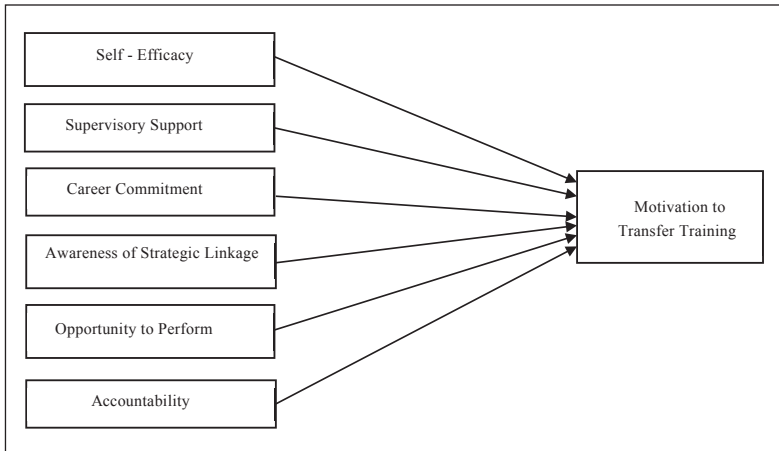 Self - Efficacy
Supervisory Support
Career Commitment
Awareness of Strategic Linkage
Opportunity to Perform
Accountability
Motivation to
Transfer Training